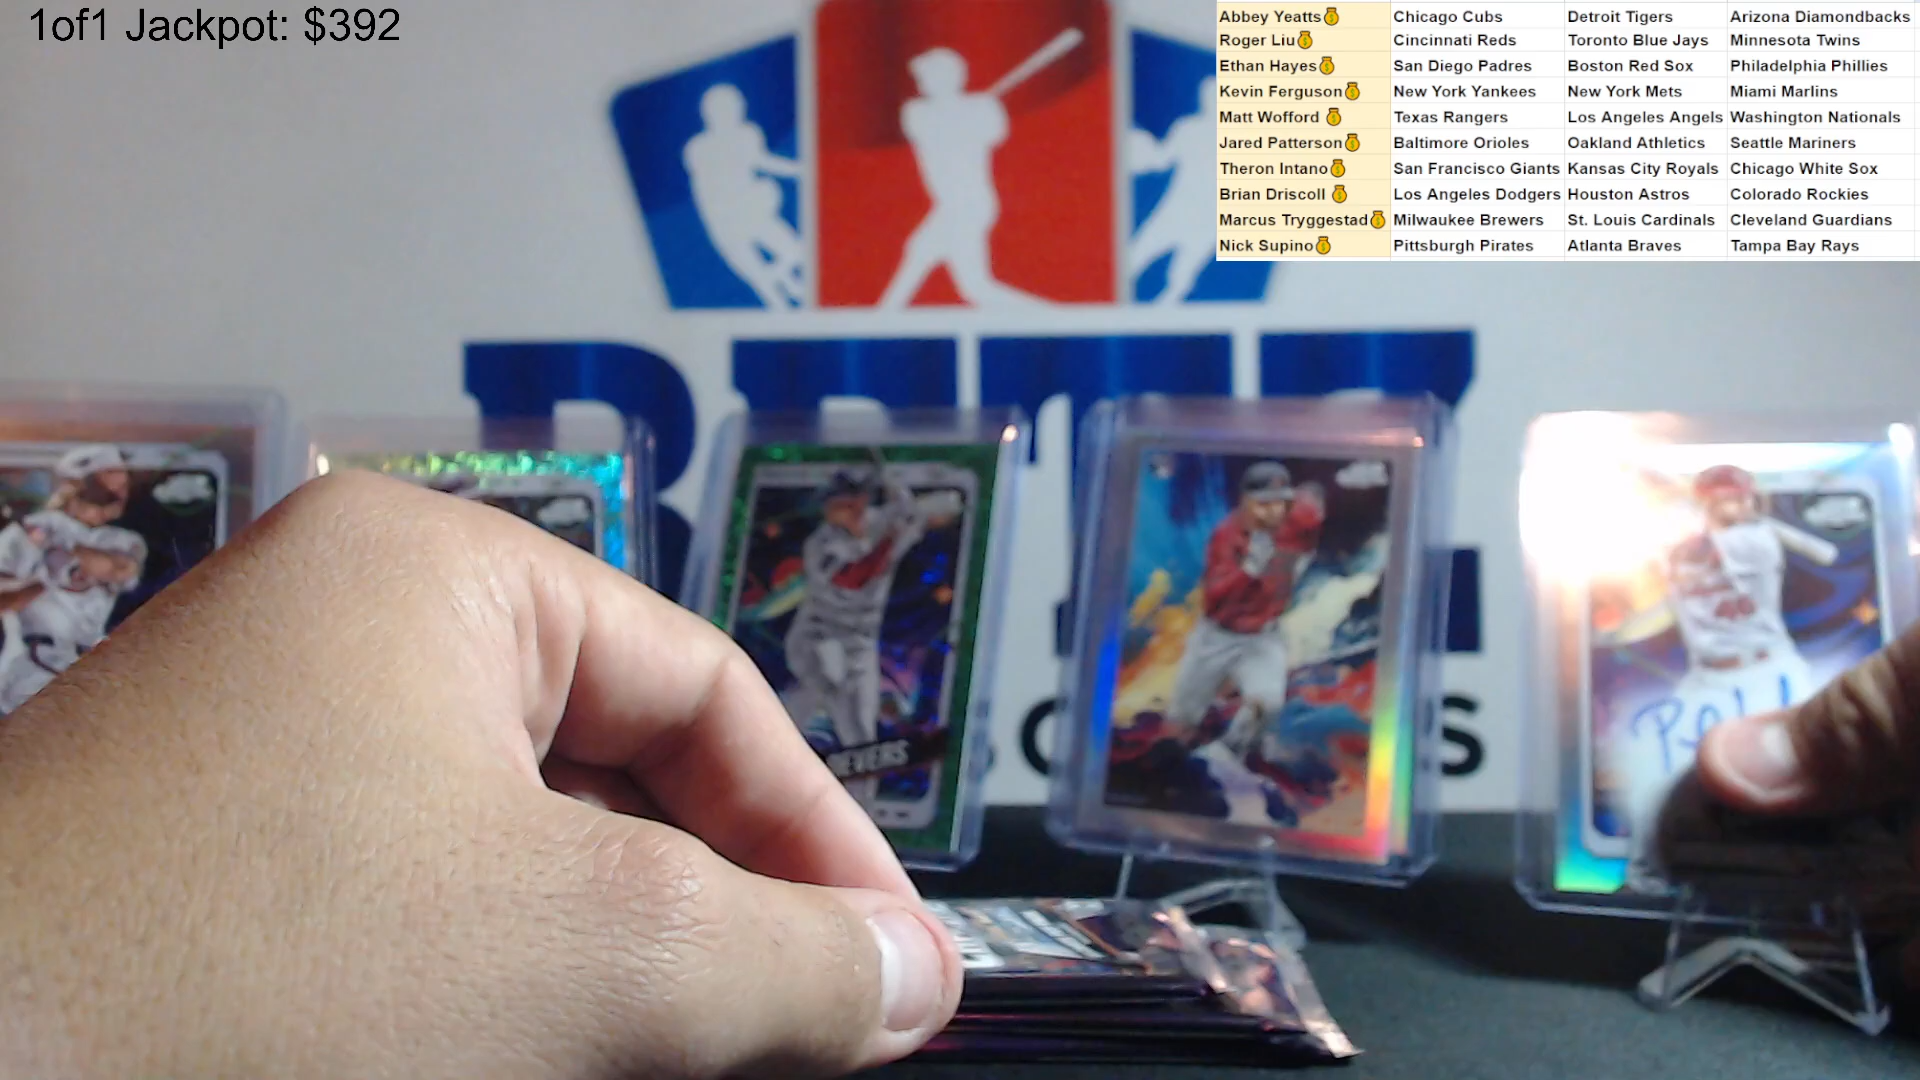 1of1 Jackpot: $392
Abbey Yeatts Chicago Cubs Detroit Tigers Arizona Diamondbacks
Roger Liu Cincinnati Reds Toronto Blue Jays Minnesota Twins
Ethan Hayes San Diego Padres Boston Red Sox Philadelphia Phillies
Kevin Ferguson New York Yankees New York Mets Miami Marlins
Matt Wofford Texas Rangers Los Angeles Angels Washington Nationals
Jared Patterson Baltimore Orioles Oakland Athletics Seattle Mariners
Theron Intano San Francisco Giants Kansas City Royals Chicago White Sox
Brian Driscoll Los Angeles Dodgers Houston Astros Colorado Rockies
Marcus Tryggestad Milwaukee Brewers St. Louis Cardinals Cleveland Guardians
Nick Supino Pittsburgh Pirates Atlanta Braves Tampa Bay Rays
DEVERS